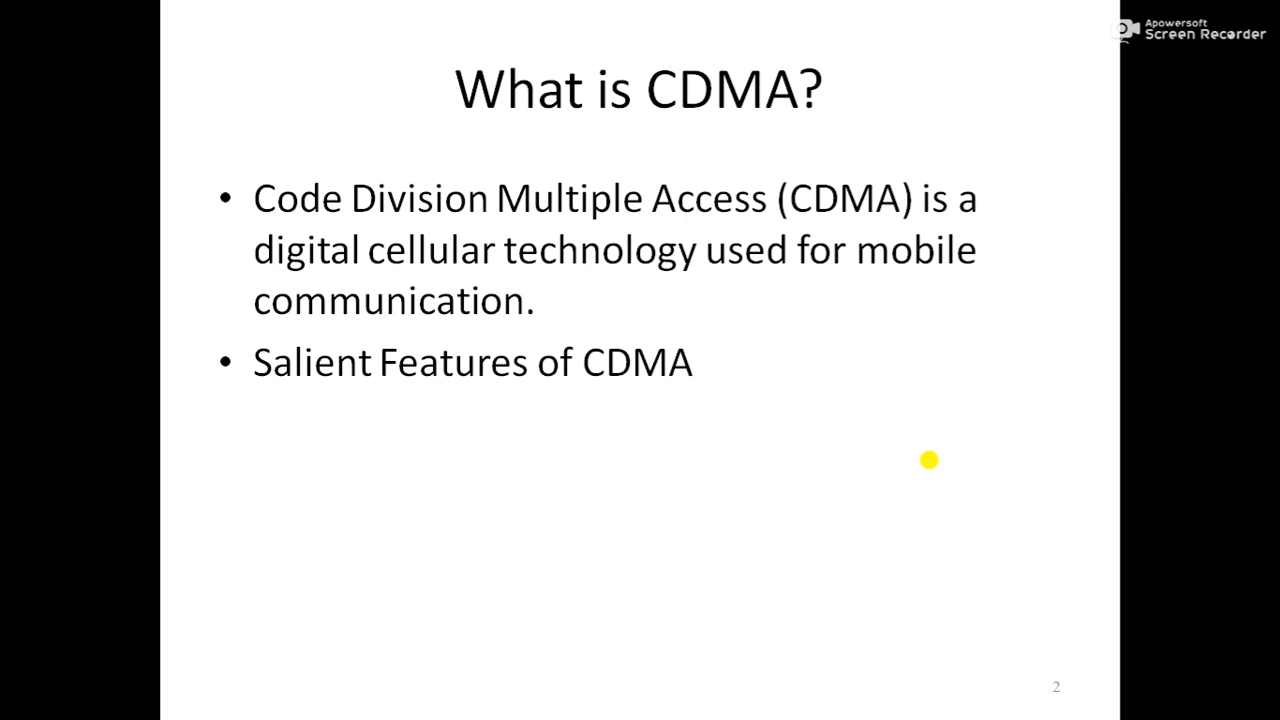 Apowersoft
Screen Recorder
What is CDMA?
• Code Division Multiple Access (CDMA) is a
digital cellular technology used for mobile
communication.
• Salient Features of CDMA
2